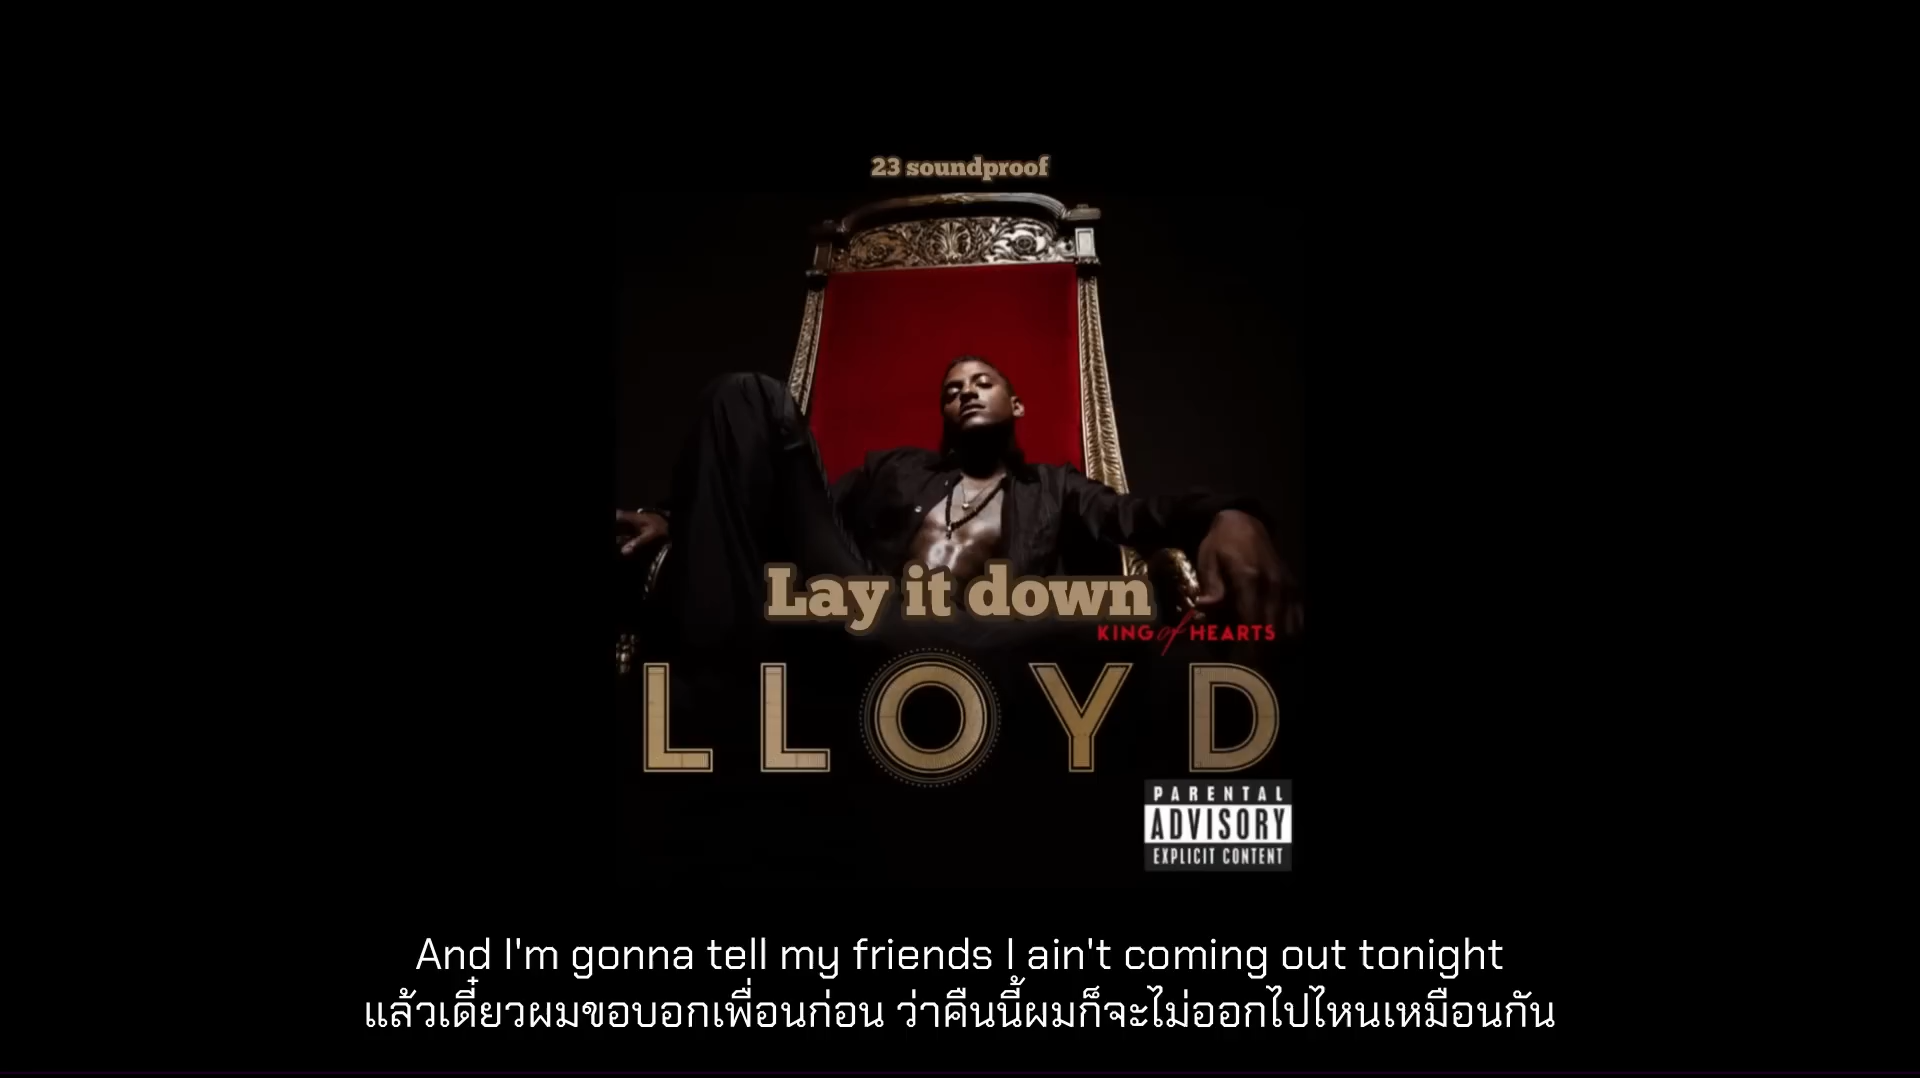 23 soundproof
Lay it down
KING of HEARTS
LLOYD
PARENTAL
ADVISORY
EXPLICIT CONTENT
And I'm gonna tell my friends I ain't coming out tonight
แล้วเดี๋ยวผมขอบอกเพื่อนก่อน ว่าคืนนี้ผมก็จะไม่ออกไปไหนเหมือนกัน